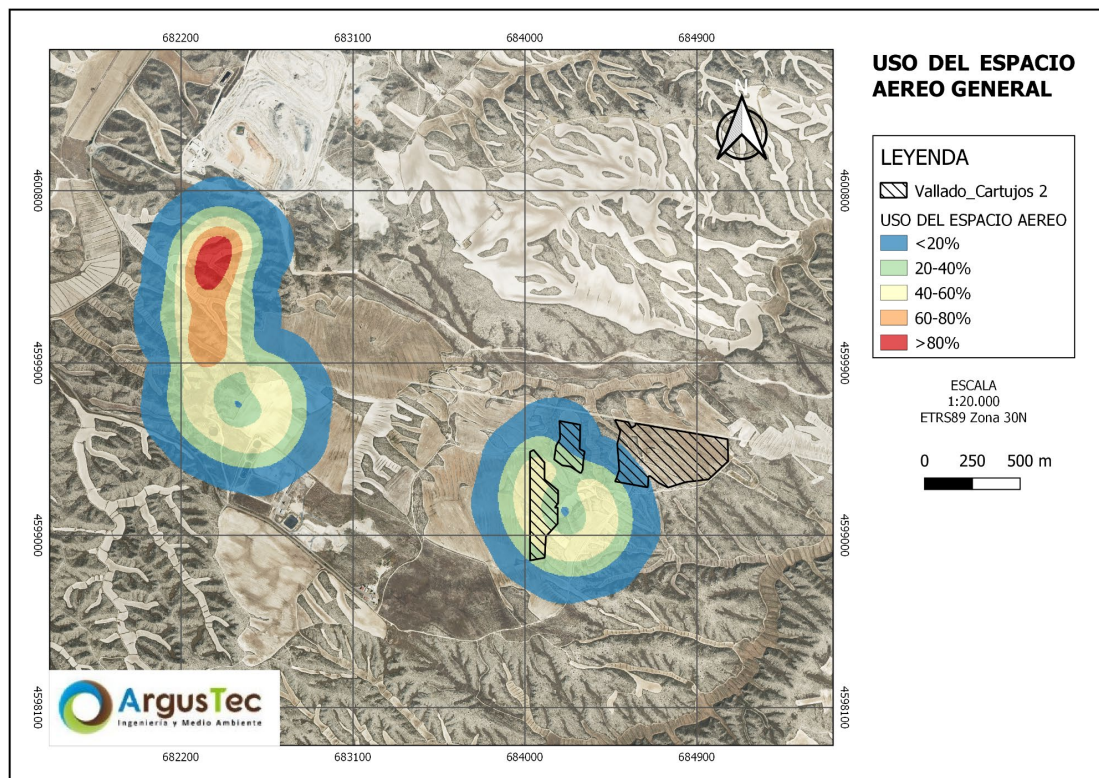 USO DEL ESPACIO
AEREO GENERAL
682200 683100 684000 684900
N
4600800 4600800
4599900 4599900
4599000 4599000
4598100 4598100
682200 683100 684000 684900
LEYENDA
Vallado_Cartujos 2
USO DEL ESPACIO AEREO
<20%
20-40%
40-60%
60-80%
>80%
ESCALA
1:20.000
ETRS89 Zona 30N
0 250 500 m
ArgusTec
Ingeniería y Medio Ambiente